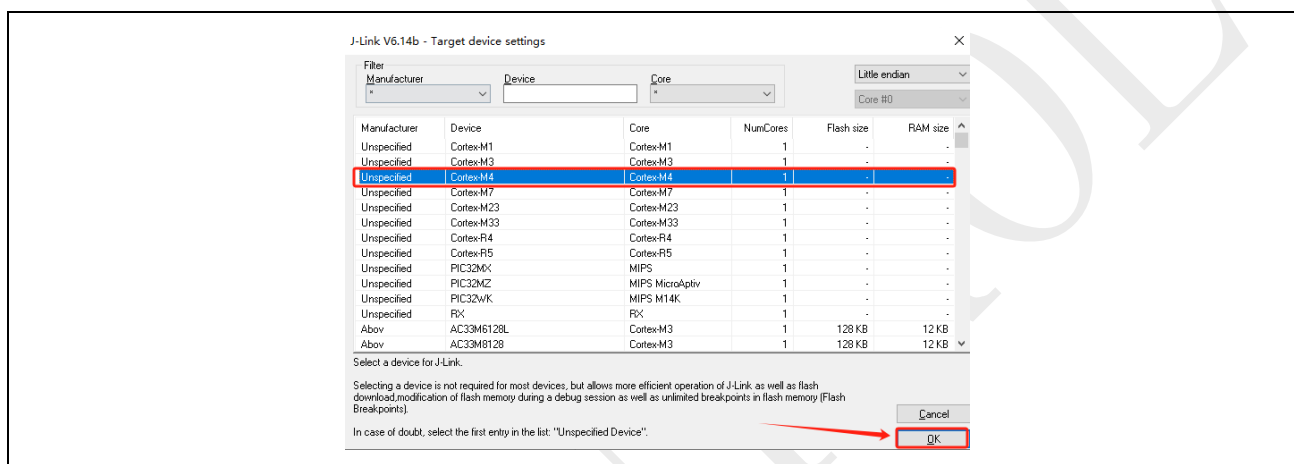 J-Link V6.14b - Target device settings
Filter
Manufacturer Device Core
* *
Little endian
Core #0
Manufacturer Device Core NumCores Flash size RAM size
Unspecified Cortex-M1 Cortex-M1 1 - -
Unspecified Cortex-M3 Cortex-M3 1 - -
Unspecified Cortex-M4 Cortex-M4 1 - -
Unspecified Cortex-M7 Cortex-M7 1 - -
Unspecified Cortex-M23 Cortex-M23 1 - -
Unspecified Cortex-M33 Cortex-M33 1 - -
Unspecified Cortex-R4 Cortex-R4 1 - -
Unspecified Cortex-R5 Cortex-R5 1 - -
Unspecified PIC32MX MIPS 1 - -
Unspecified PIC32MZ MIPS MicroAptiv 1 - -
Unspecified PIC32WK MIPS M14K 1 - -
Unspecified RX RX 1 - -
Abov AC33M6128L Cortex-M3 1 128 KB 12 KB
Abov AC33M8128 Cortex-M3 1 128 KB 12 KB
Select a device for J-Link.
Selecting a device is not required for most devices, but allows more efficient operation of J-Link as well as flash
download,modification of flash memory during a debug session as well as unlimited breakpoints in flash memory (Flash
Breakpoints).
In case of doubt, select the first entry in the list: "Unspecified Device".
Cancel
OK